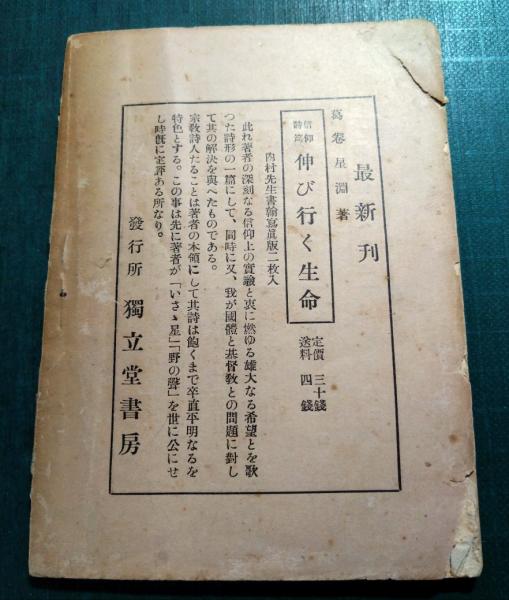 最新刊
葛巻星淵著
信仰詩篇 伸び行く生命
定價 三十錢
送料 四錢
内村先生書翰寫眞版二枚入
此れ著者の深刻なる信仰上の實驗と衷に燃ゆる雄大なる希望とを歌
つた詩形の一篇にして、同時に又、我が國體と基督敎との問題に對し
て其の解決を與へたものである。
宗敎詩人たることは著者の本領にして其詩は飽くまで卒直平明なるを
特色とする。この事は先に著者が「いさゝ星」「野の聲」を世に公にせ
し時旣に定評ある所なり。
發行所 獨立堂書房